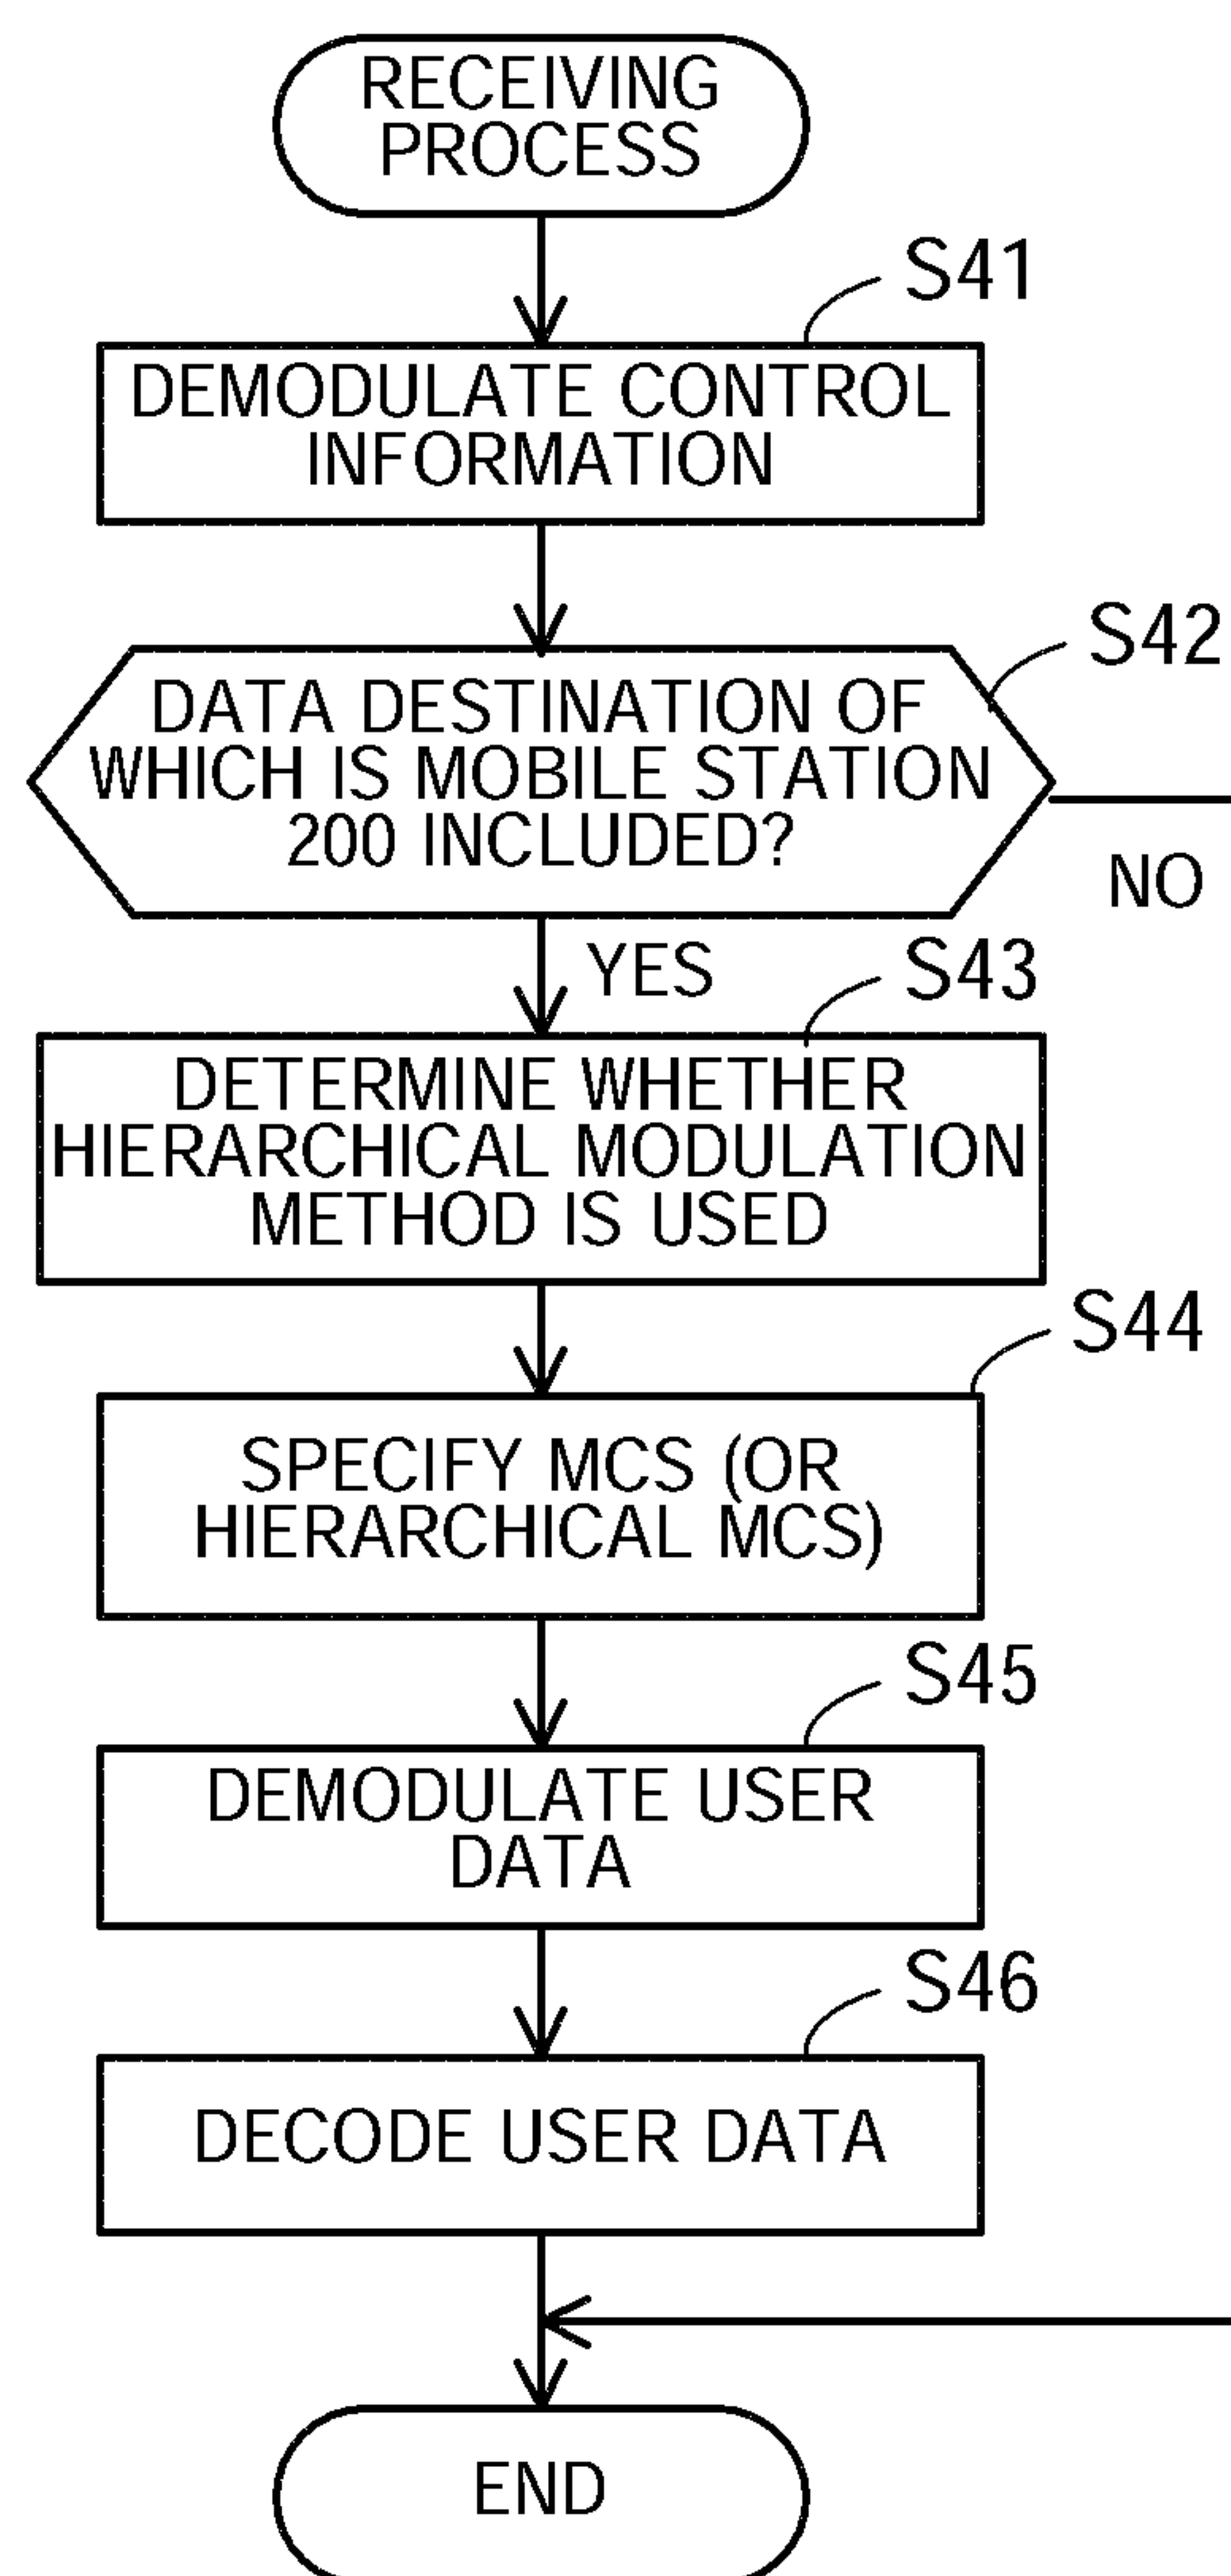 RECEIVING
PROCESS
S41
DEMODULATE CONTROL
INFORMATION
S42
DATA DESTINATION OF
WHICH IS MOBILE STATION
200 INCLUDED?
NO
YES
S43
DETERMINE WHETHER
HIERARCHICAL MODULATION
METHOD IS USED
S44
SPECIFY MCS (OR
HIERARCHICAL MCS)
S45
DEMODULATE USER
DATA
S46
DECODE USER DATA
END